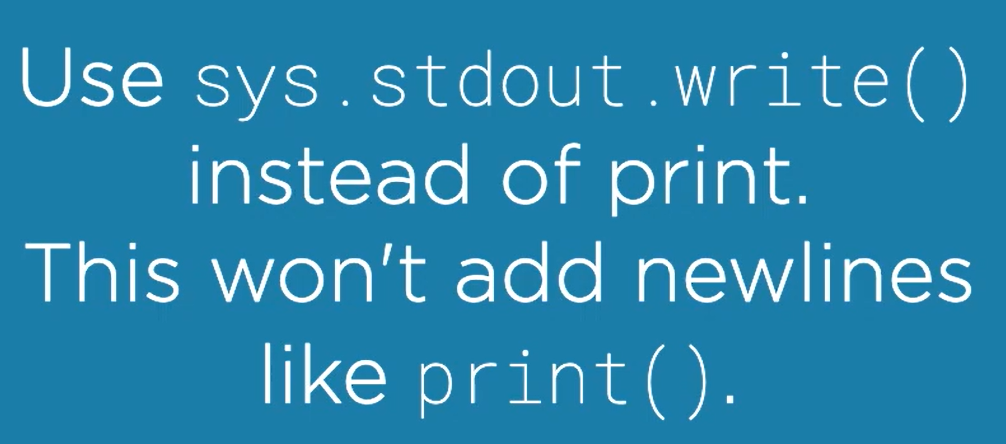 Use sys.stdout.write()
instead of print.
This won't add newlines
like print().